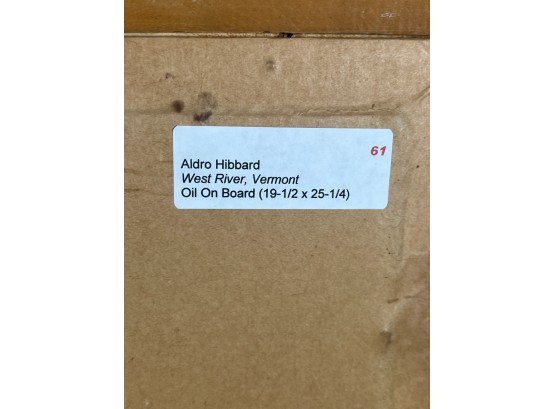 61
Aldro Hibbard
West River, Vermont
Oil On Board (19-1/2 x 25-1/4)